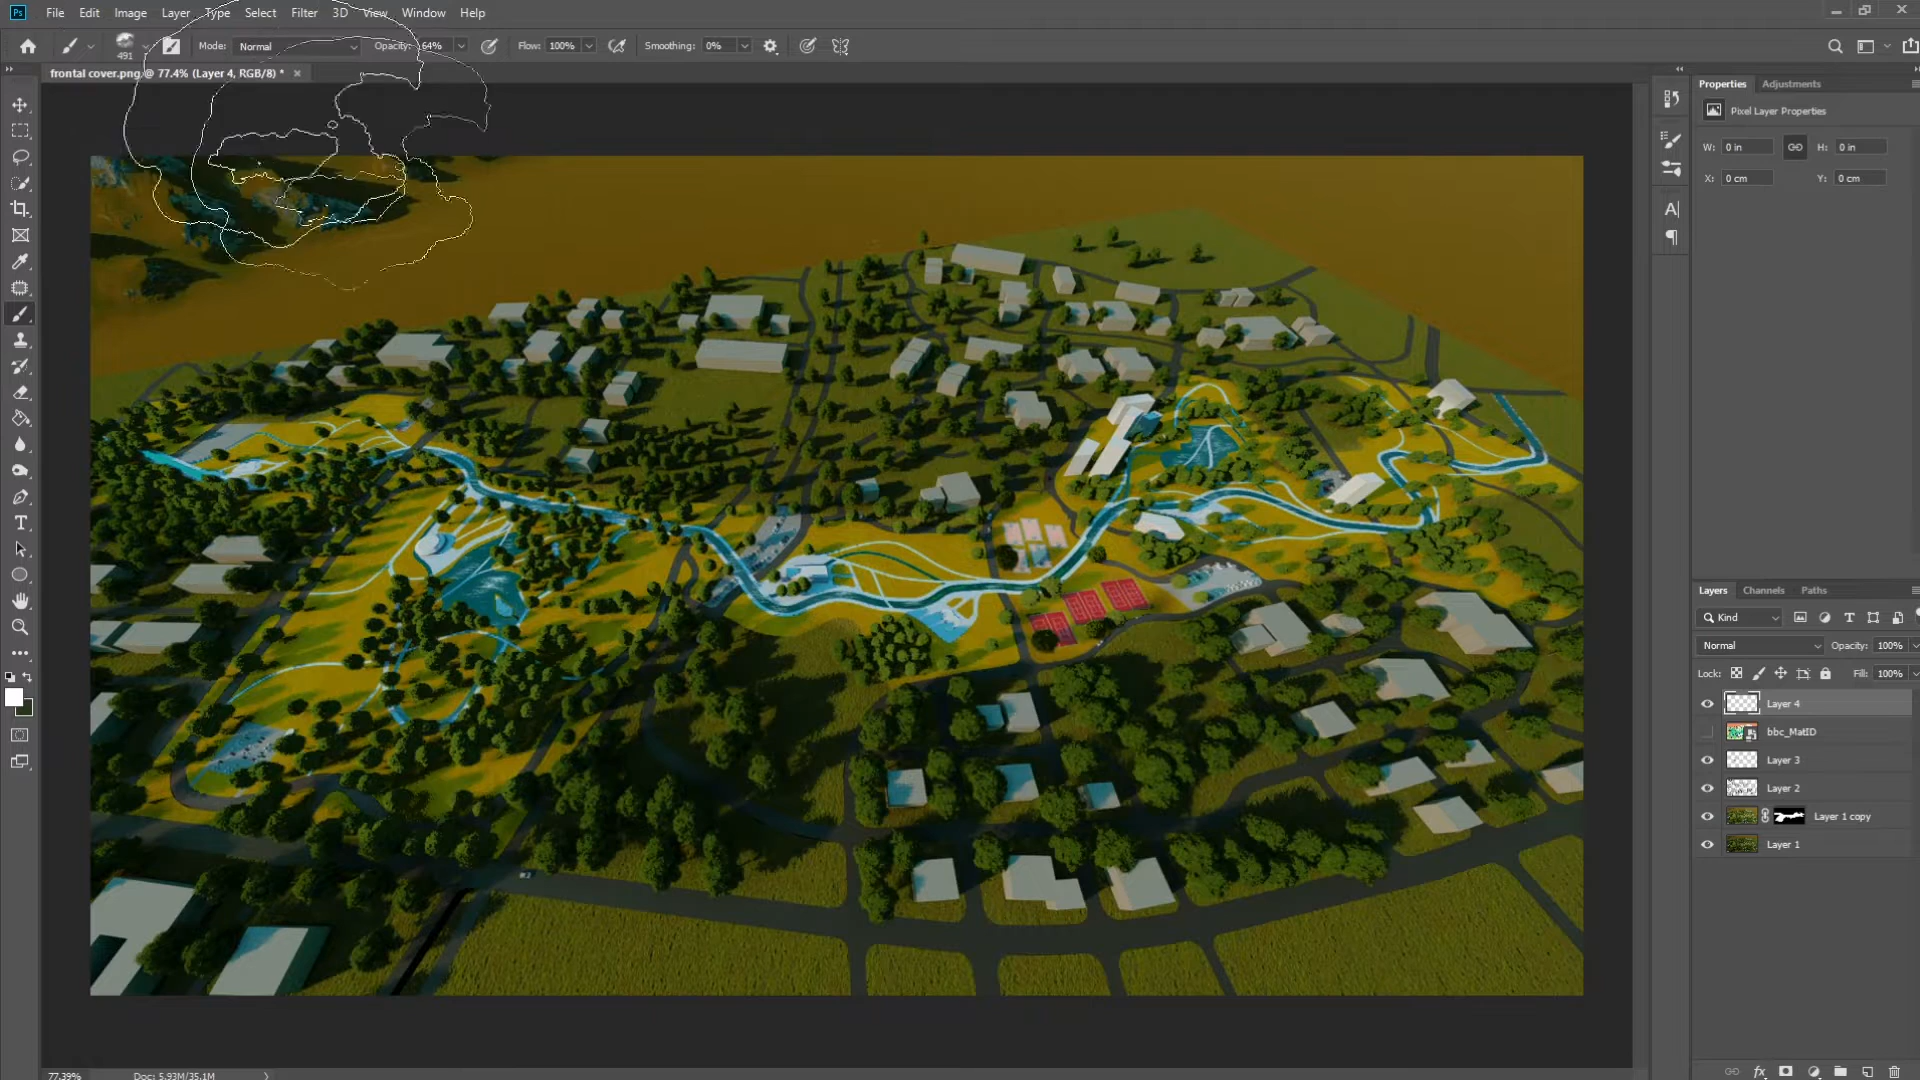 Ps File Edit Image Layer Type Select Filter 3D View Window Help
491 Mode: Normal Opacity: 64% Flow: 100% Smoothing: 0%
frontal cover.png @ 77.4% (Layer 4, RGB/8) *
Properties Adjustments
Pixel Layer Properties
W: 0 in H: 0 in
X: 0 cm Y: 0 cm
Layers Channels Paths
Kind
Normal Opacity: 100%
Lock: Fill: 100%
Layer 4
bbc_MatID
Layer 3
Layer 2
Layer 1 copy
Layer 1
77.39% Doc: 5.93M/35.1M